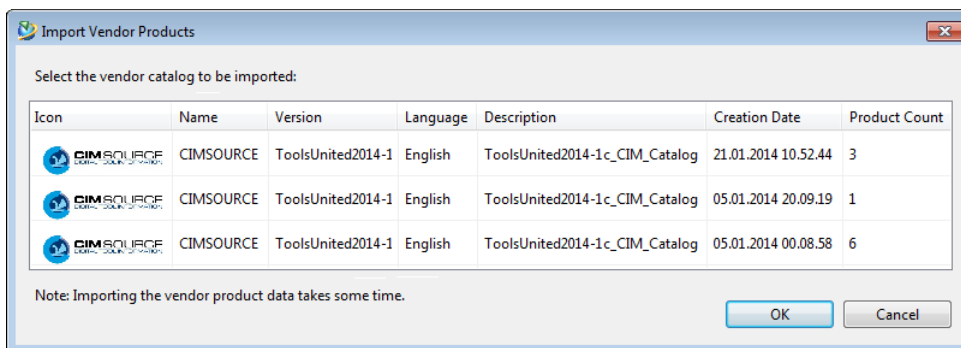 Import Vendor Products
Select the vendor catalog to be imported:
Icon Name Version Language Description Creation Date Product Count
CIMSOURCE CIMSOURCE ToolsUnited2014-1 English ToolsUnited2014-1c_CIM_Catalog 21.01.2014 10.52.44 3
CIMSOURCE CIMSOURCE ToolsUnited2014-1 English ToolsUnited2014-1c_CIM_Catalog 05.01.2014 20.09.19 1
CIMSOURCE CIMSOURCE ToolsUnited2014-1 English ToolsUnited2014-1c_CIM_Catalog 05.01.2014 00.08.58 6
Note: Importing the vendor product data takes some time.
OK Cancel